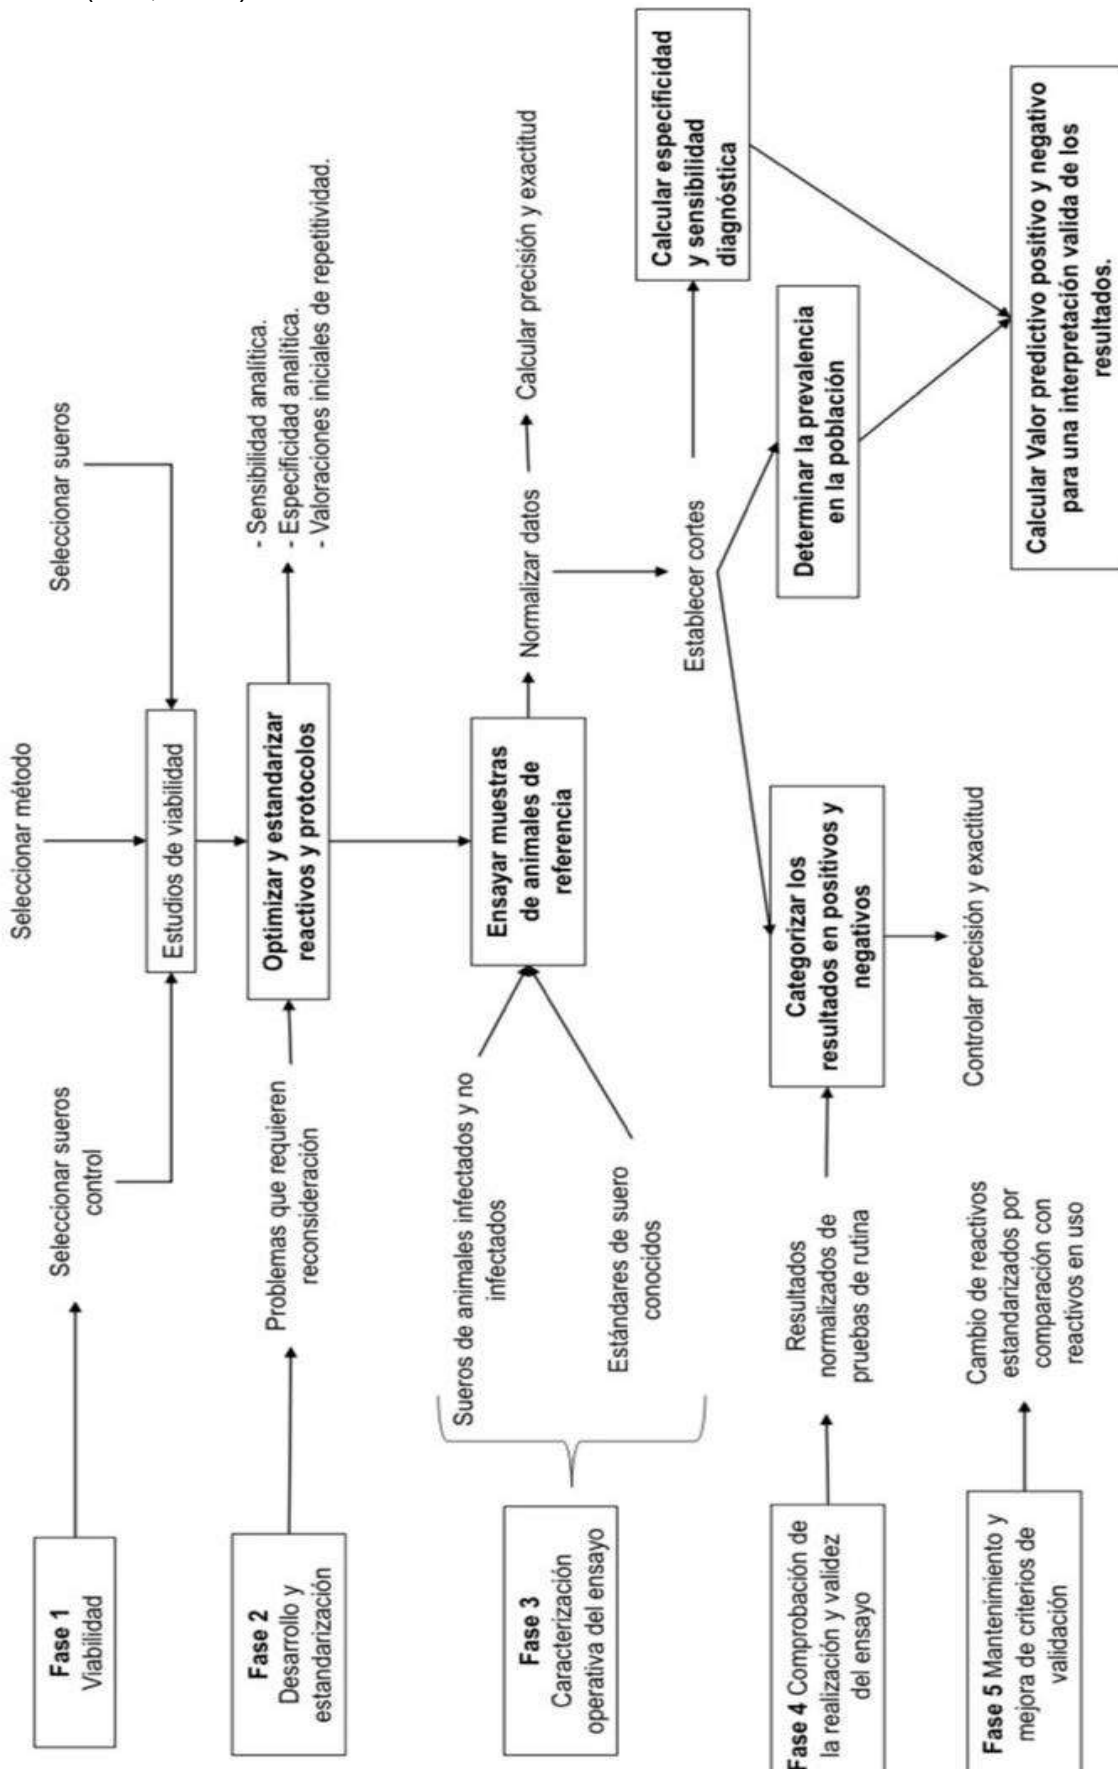 Seleccionar método
Seleccionar sueros
control
Seleccionar sueros
Fase 1
Viabilidad
Estudios de viabilidad
Fase 2
Desarrollo y
estandarización
Problemas que requieren
reconsideración
Optimizar y estandarizar
reactivos y protocolos
- Sensibilidad analítica.
- Especificidad analítica.
- Valoraciones iniciales de repetitividad.
Fase 3
Caracterización
operativa del ensayo
Sueros de animales infectados y no
infectados
Estándares de suero
conocidos
Ensayar muestras
de animales de
referencia
Normalizar datos
Calcular precisión y exactitud
Establecer cortes
Calcular especificidad
y sensibilidad
diagnóstica
Fase 4 Comprobación de
la realización y validez
del ensayo
Resultados
normalizados de
pruebas de rutina
Categorizar los
resultados en positivos y
negativos
Determinar la prevalencia
en la población
Fase 5 Mantenimiento y
mejora de criterios de
validación
Cambio de reactivos
estandarizados por
comparación con
reactivos en uso
Controlar precisión y exactitud
Calcular Valor predictivo positivo y negativo
para una interpretación valida de los
resultados.